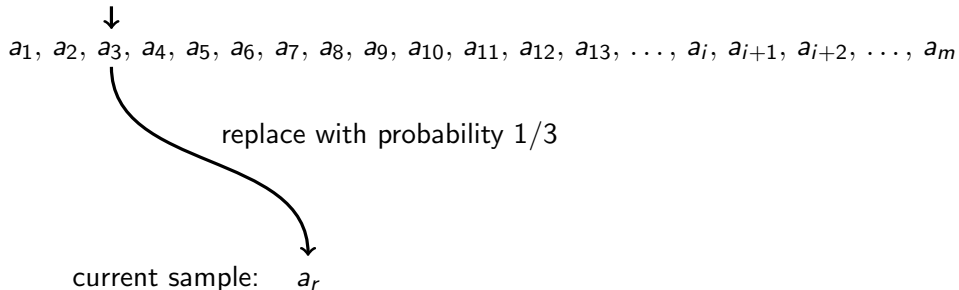 a₁, a₂, a₃, a₄, a₅, a₆, a₇, a₈, a₉, a₁₀, a₁₁, a₁₂, a₁₃, . . . , aᵢ, aᵢ₊₁, aᵢ₊₂, . . . , aₘ
replace with probability 1/3
current sample: aᵣ